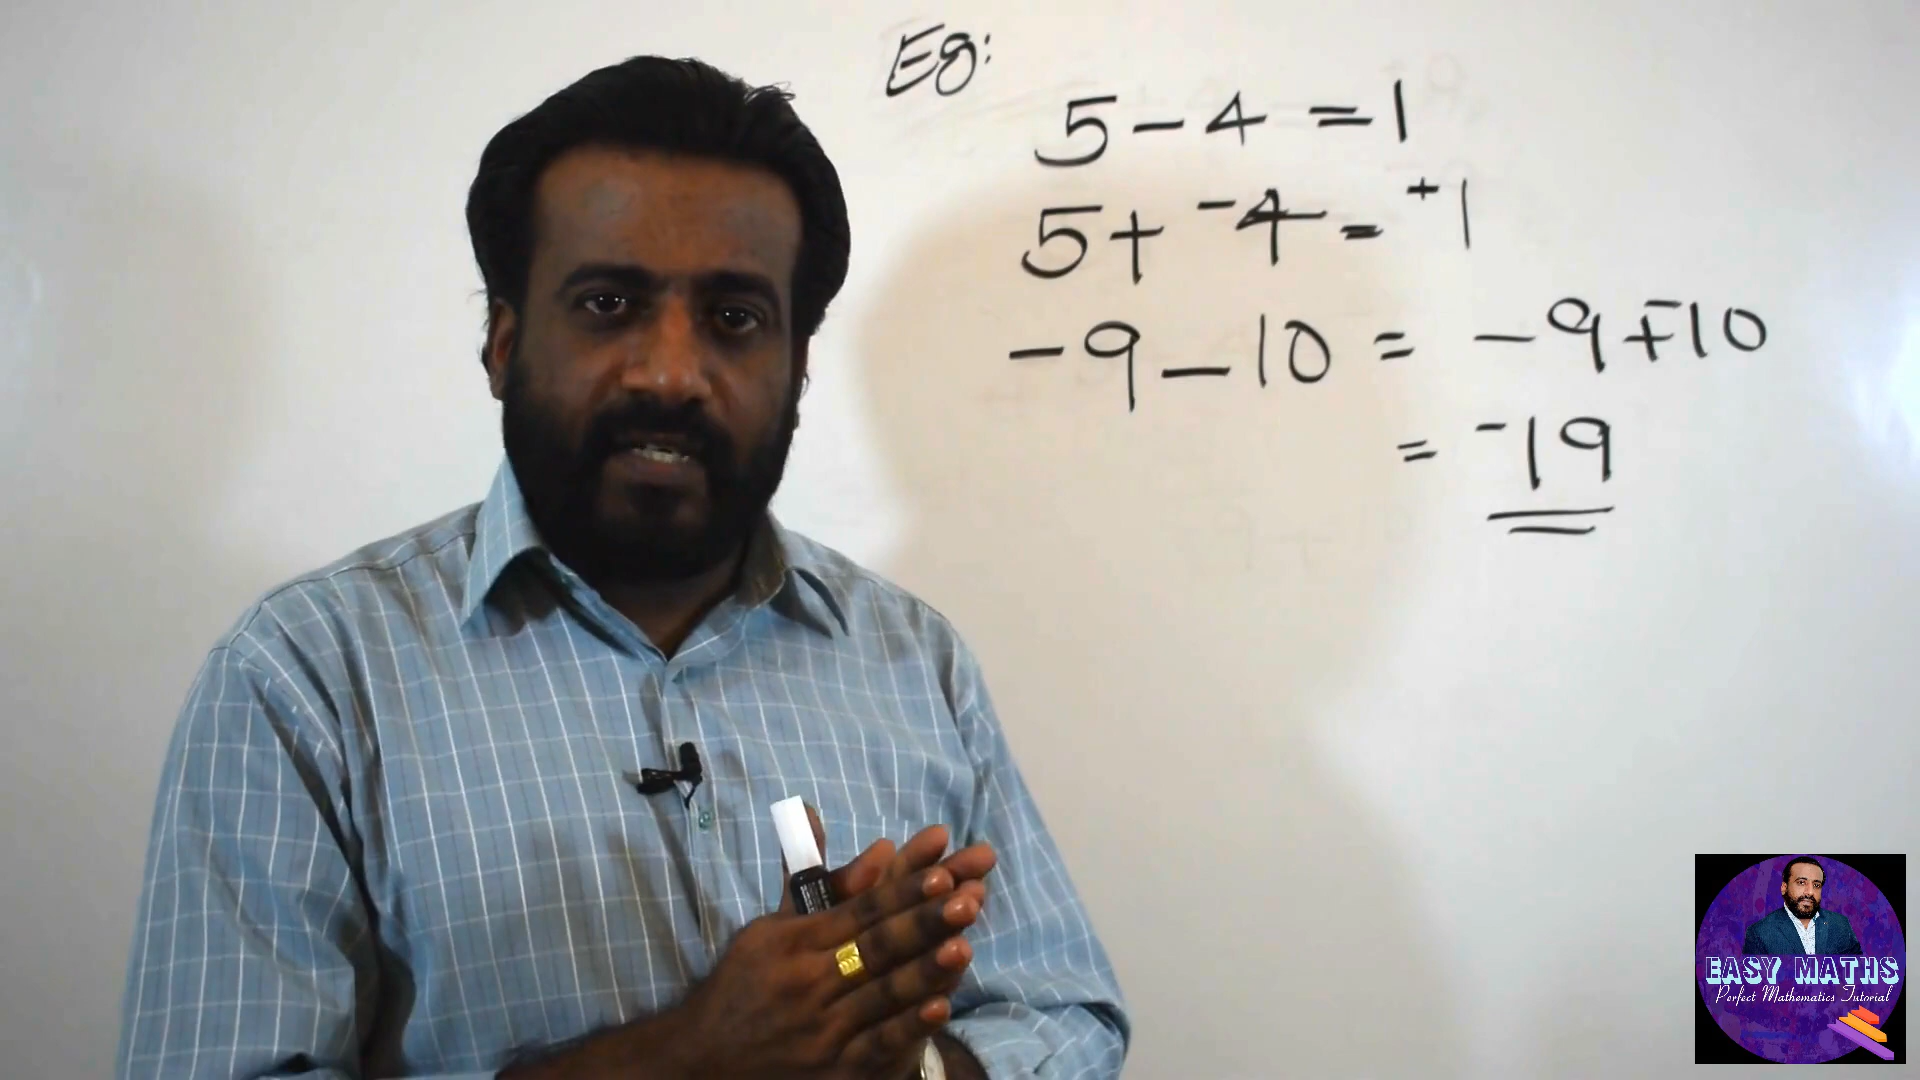 Eg:
5 - 4 = 1
5 + ⁻4 = ⁺1
-9 - 10 = -9 + ⁻10
= ⁻19
EASY MATHS
Perfect Mathematics Tutorial